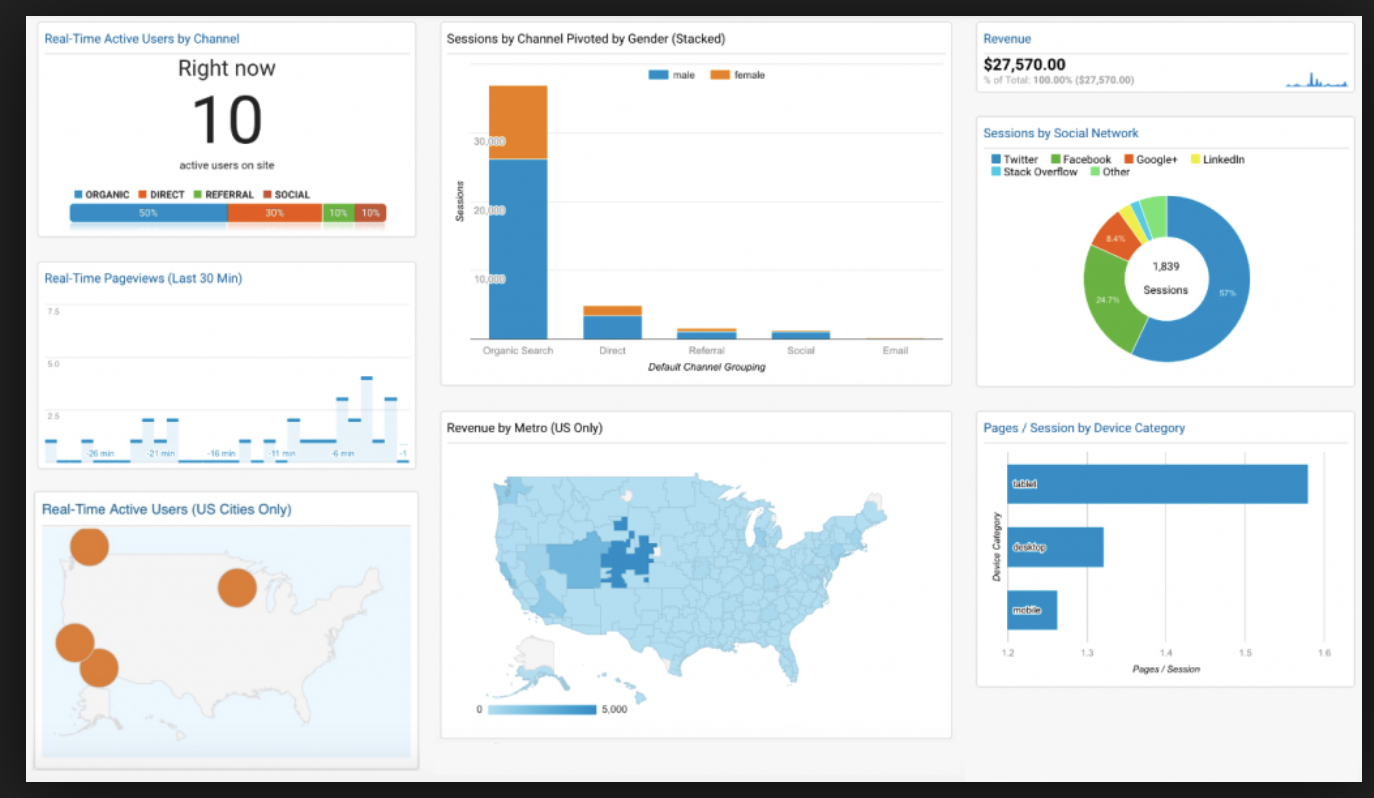 Real-Time Active Users by Channel
Right now
10
active users on site
ORGANIC DIRECT REFERRAL SOCIAL
50% 30% 10% 10%
Real-Time Pageviews (Last 30 Min)
7.5
5.0
2.5
-26 min -21 min -16 min -11 min -6 min -1
Real-Time Active Users (US Cities Only)
Sessions by Channel Pivoted by Gender (Stacked)
male female
Sessions
30,000
20,000
10,000
Organic Search Direct Referral Social Email
Default Channel Grouping
Revenue by Metro (US Only)
0 5,000
Revenue
$27,570.00
% of Total: 100.00% ($27,570.00)
Sessions by Social Network
Twitter Facebook Google+ LinkedIn
Stack Overflow Other
8.4%
24.7%
57%
1,839
Sessions
Pages / Session by Device Category
Device Category
tablet
desktop
mobile
1.2 1.3 1.4 1.5 1.6
Pages / Session